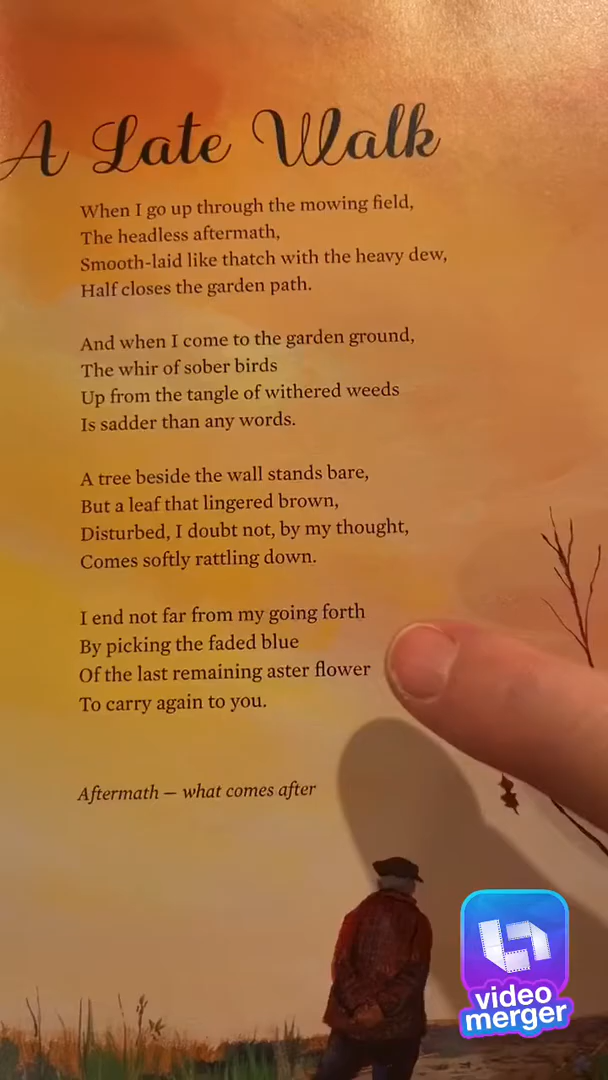 A Late Walk
When I go up through the mowing field,
The headless aftermath,
Smooth-laid like thatch with the heavy dew,
Half closes the garden path.
And when I come to the garden ground,
The whir of sober birds
Up from the tangle of withered weeds
Is sadder than any words.
A tree beside the wall stands bare,
But a leaf that lingered brown,
Disturbed, I doubt not, by my thought,
Comes softly rattling down.
I end not far from my going forth
By picking the faded blue
Of the last remaining aster flower
To carry again to you.
Aftermath — what comes after
video
merger